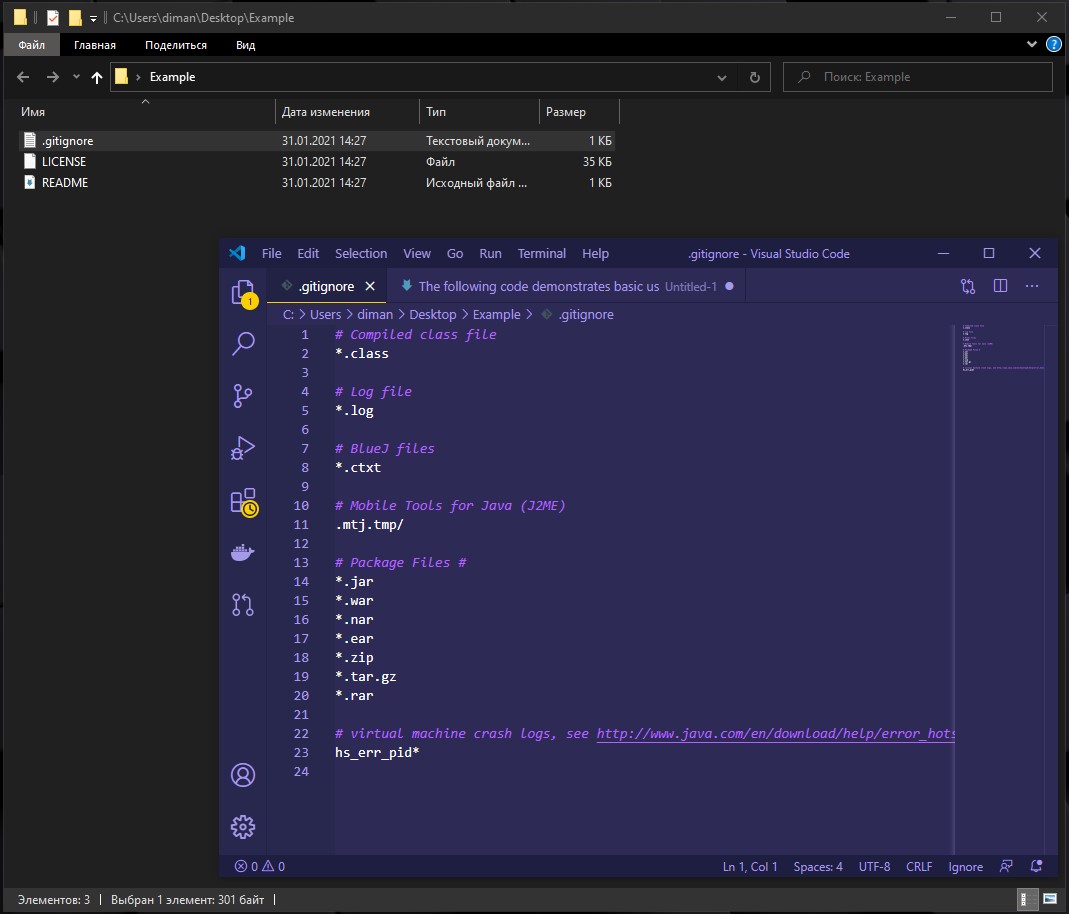 C:\Users\diman\Desktop\Example
Файл Главная Поделиться Вид
Example Поиск: Example
Имя Дата изменения Тип Размер
.gitignore 31.01.2021 14:27 Текстовый докум... 1 КБ
LICENSE 31.01.2021 14:27 Файл 35 КБ
README 31.01.2021 14:27 Исходный файл ... 1 КБ
File Edit Selection View Go Run Terminal Help .gitignore - Visual Studio Code
.gitignore The following code demonstrates basic us Untitled-1
1
C: > Users > diman > Desktop > Example > .gitignore
1 # Compiled class file
2 *.class
3
4 # Log file
5 *.log
6
7 # BlueJ files
8 *.ctxt
9
10 # Mobile Tools for Java (J2ME)
11 .mtj.tmp/
12
13 # Package Files #
14 *.jar
15 *.war
16 *.nar
17 *.ear
18 *.zip
19 *.tar.gz
20 *.rar
21
22 # virtual machine crash logs, see http://www.java.com/en/download/help/error_hots
23 hs_err_pid*
24
0 0 Ln 1, Col 1 Spaces: 4 UTF-8 CRLF Ignore
Элементов: 3 Выбран 1 элемент: 301 байт